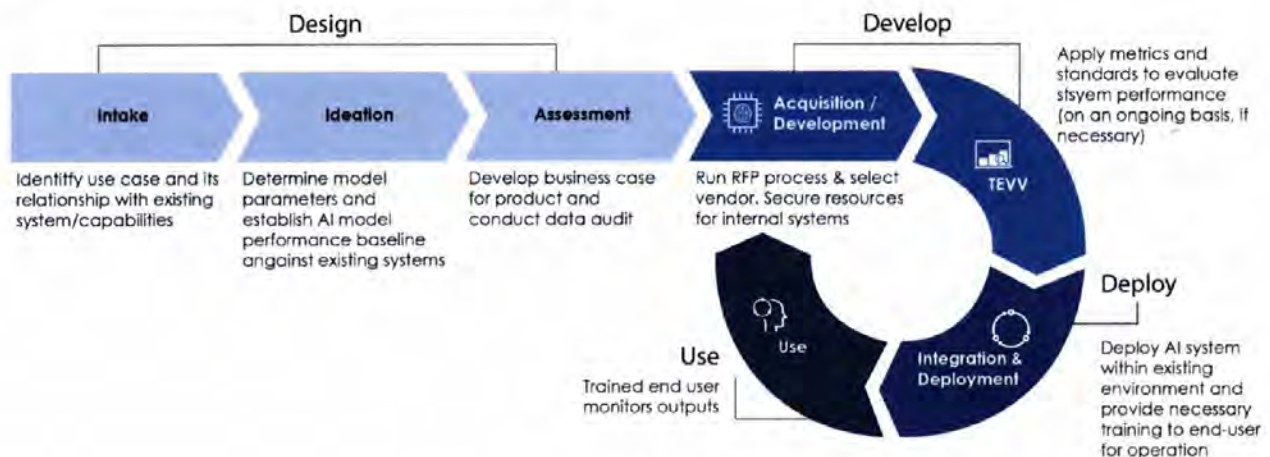 Design
Develop
Intake
Ideation
Assessment
Acquisition /
Development
Identitfy use case and its
relationship with existing
system/capabilities
Determine model
parameters and
establish AI model
performance baseline
angainst existing systems
Develop business case
for product and
conduct data audit
Run RFP process & select
vendor. Secure resources
for internal systems
Apply metrics and
standards to evaluate
stsyem performance
(on an ongoing basis, if
necessary)
TEVV
Deploy
Deploy AI system
within existing
environment and
provide necessary
training to end-user
for operation
Integration &
Deployment
Use
Use
Trained end user
monitors outputs